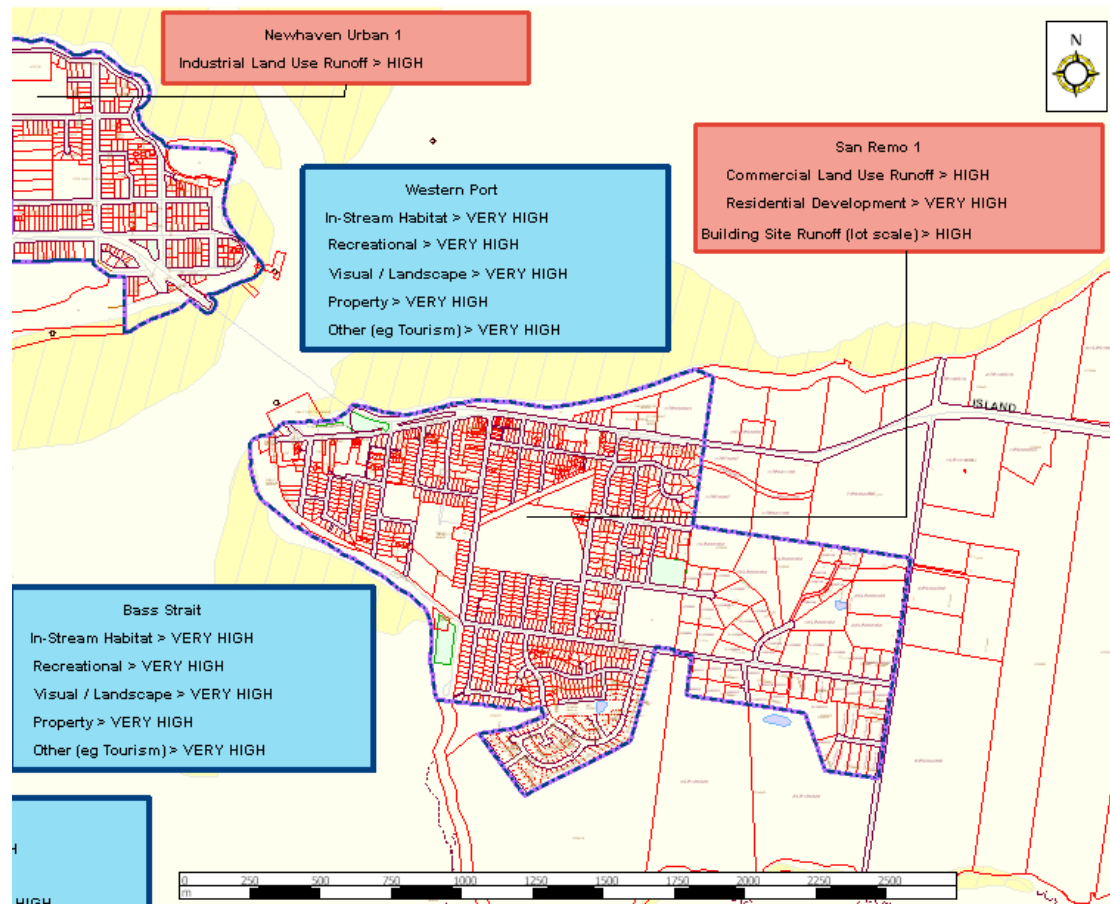 Newhaven Urban 1
Industrial Land Use Runoff > HIGH
N
San Remo 1
Commercial Land Use Runoff > HIGH
Residential Development > VERY HIGH
Building Site Runoff (lot scale) > HIGH
Western Port
In-Stream Habitat > VERY HIGH
Recreational > VERY HIGH
Visual / Landscape > VERY HIGH
Property > VERY HIGH
Other (eg Tourism) > VERY HIGH
ISLAND
Bass Strait
In-Stream Habitat > VERY HIGH
Recreational > VERY HIGH
Visual / Landscape > VERY HIGH
Property > VERY HIGH
Other (eg Tourism) > VERY HIGH
H
HIGH
0 250 500 750 1000 1250 1500 1750 2000 2250 2500
m